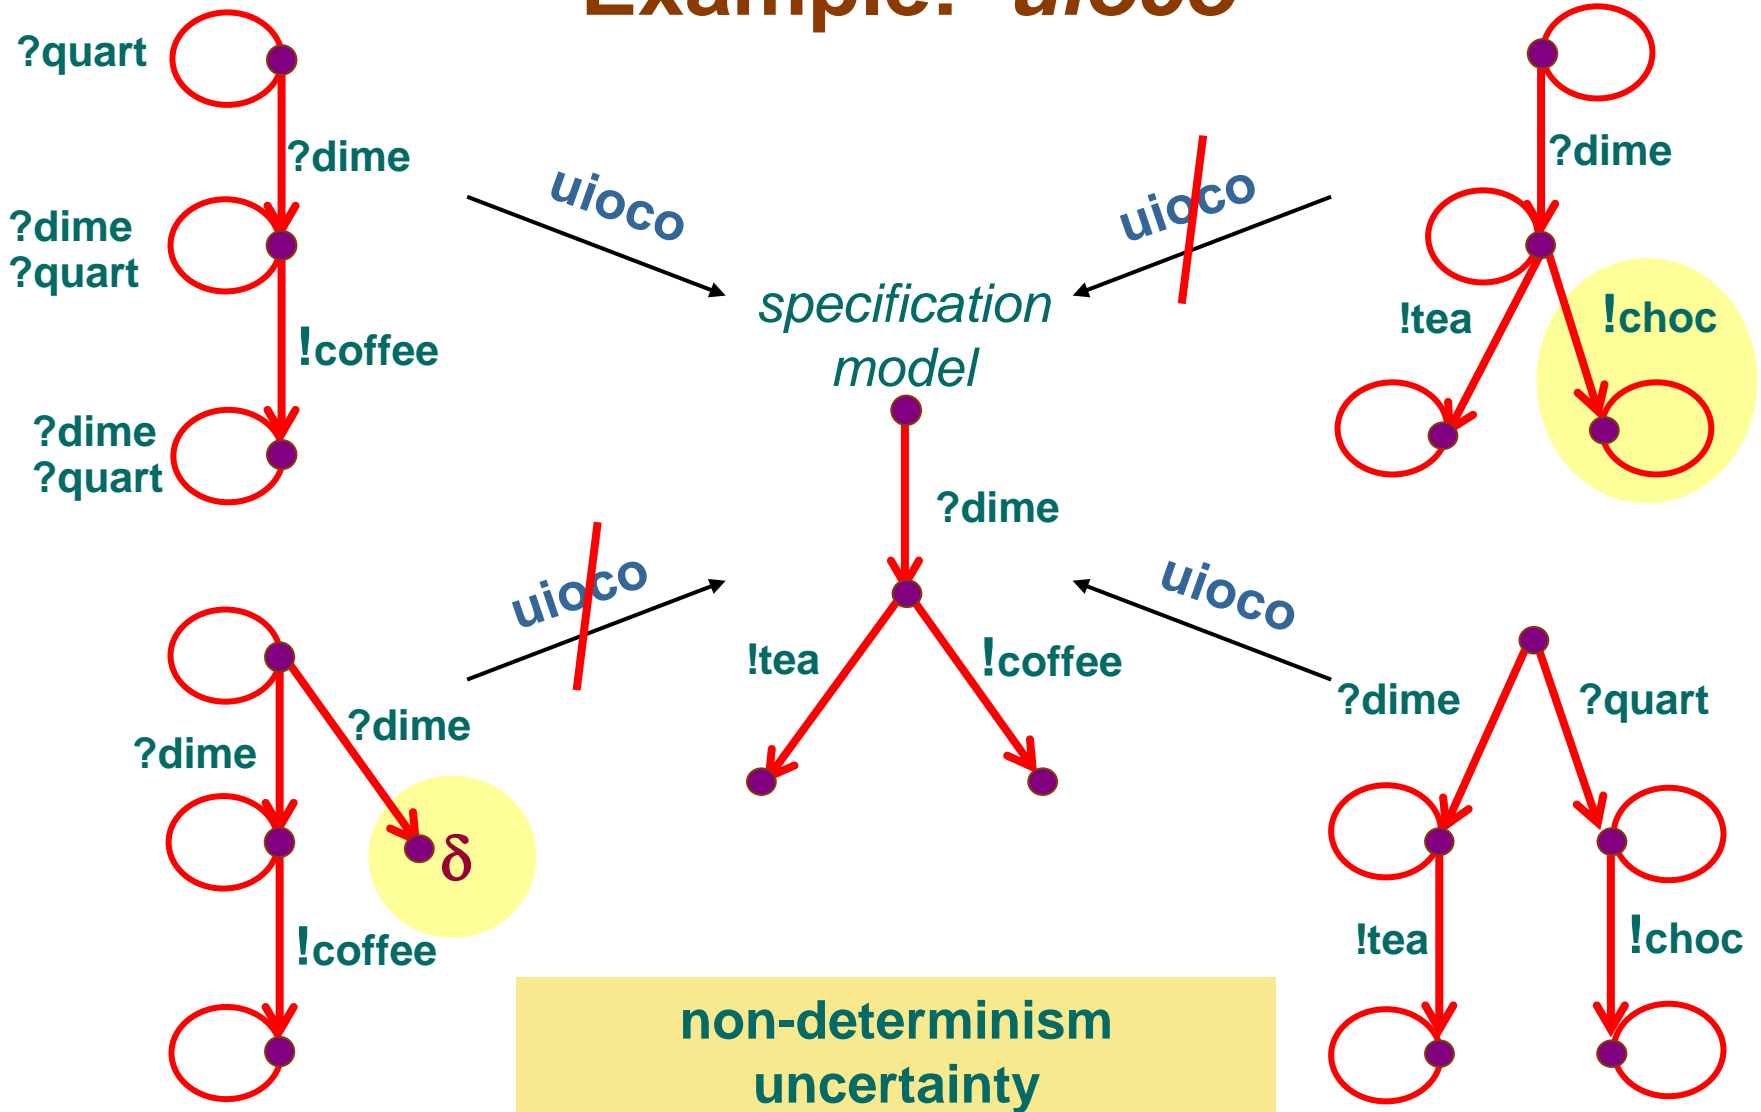 Example: uioco
?quart
?dime
?dime
?quart
!coffee
?dime
?quart
uioco
uioco
?dime
!tea
!choc
specification
model
?dime
!tea
!coffee
uioco
uioco
?dime
?dime
δ
!coffee
?dime
?quart
!tea
!choc
non-determinism
uncertainty